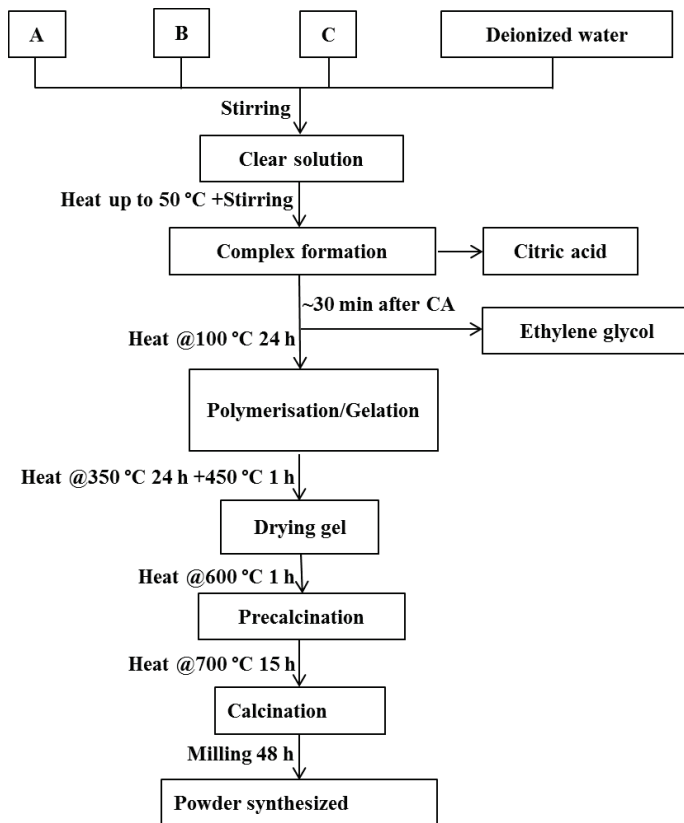 A
B
C
Deionized water
Stirring
Clear solution
Heat up to 50 °C +Stirring
Complex formation
Citric acid
~30 min after CA
Ethylene glycol
Heat @100 °C 24 h
Polymerisation/Gelation
Heat @350 °C 24 h +450 °C 1 h
Drying gel
Heat @600 °C 1 h
Precalcination
Heat @700 °C 15 h
Calcination
Milling 48 h
Powder synthesized